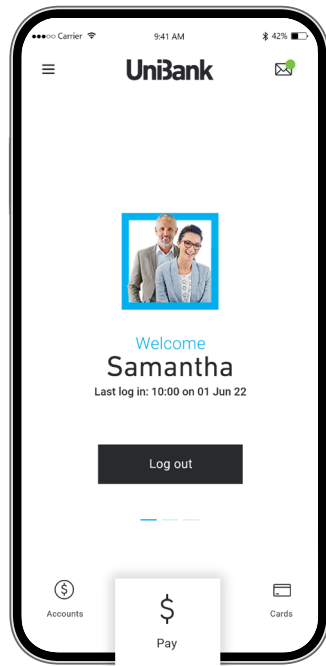 Carrier 9:41 AM 42%
UniBank
Welcome
Samantha
Last log in: 10:00 on 01 Jun 22
Log out
$ $
Accounts Pay Cards